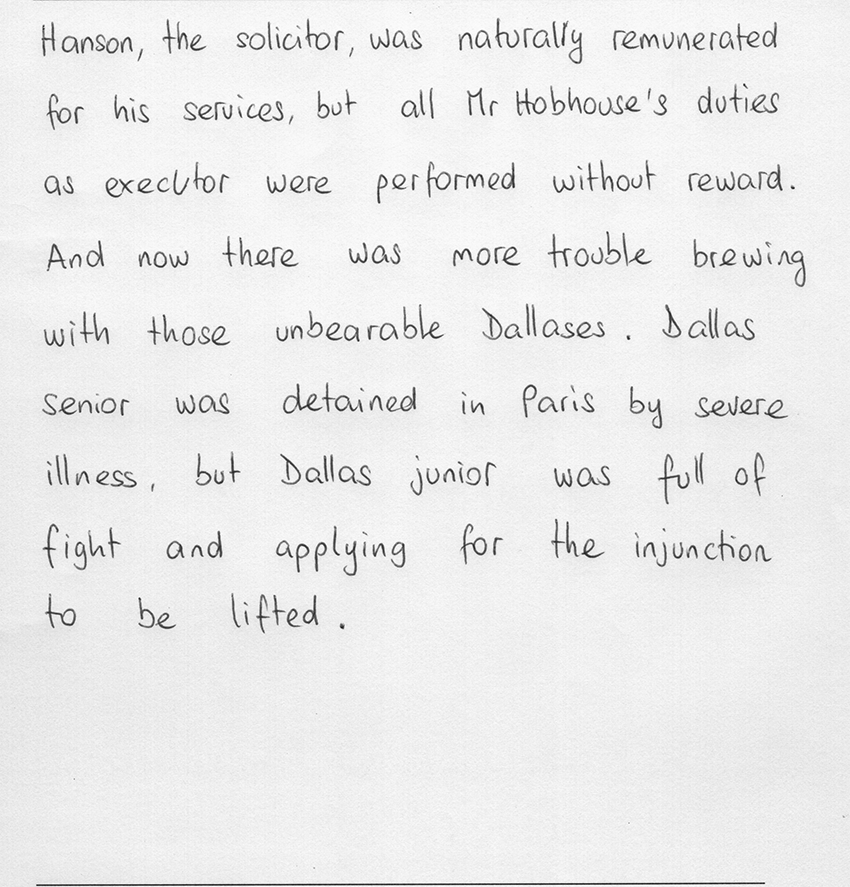 Hanson, the solicitor, was naturally remunerated
for his services, but all Mr Hobhouse's duties
as executor were performed without reward.
And now there was more trouble brewing
with those unbearable Dallases. Dallas
senior was detained in Paris by severe
illness, but Dallas junior was full of
fight and applying for the injunction
to be lifted.